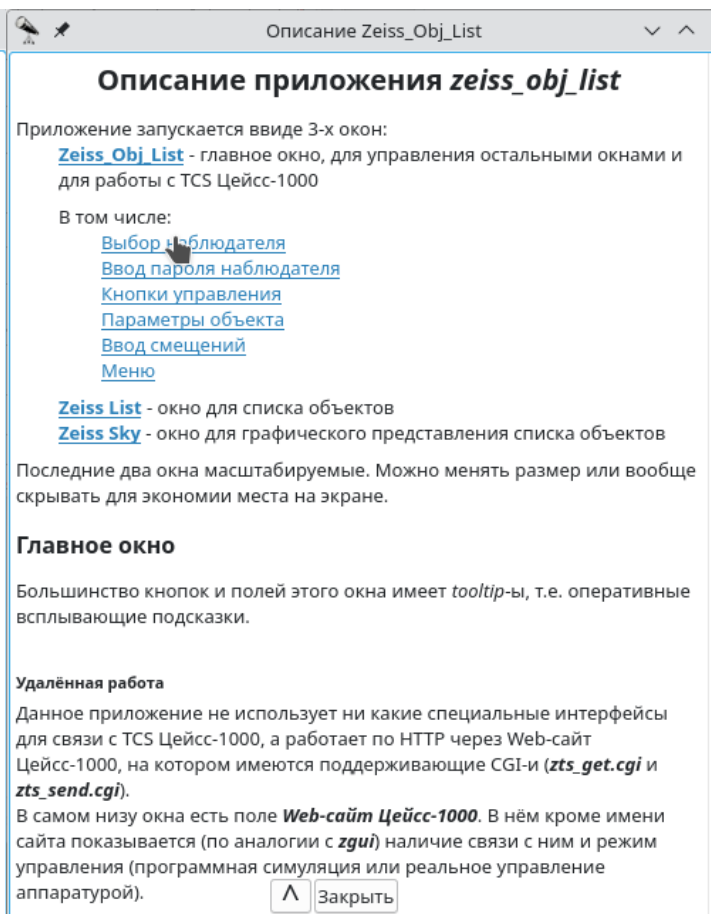 Описание Zeiss_Obj_List
Описание приложения zeiss_obj_list
Приложение запускается ввиде 3-х окон:
Zeiss_Obj_List - главное окно, для управления остальными окнами и
для работы с TCS Цейсс-1000
В том числе:
Выбор наблюдателя
Ввод пароля наблюдателя
Кнопки управления
Параметры объекта
Ввод смещений
Меню
Zeiss List - окно для списка объектов
Zeiss Sky - окно для графического представления списка объектов
Последние два окна масштабируемые. Можно менять размер или вообще
скрывать для экономии места на экране.
Главное окно
Большинство кнопок и полей этого окна имеет tooltip-ы, т.е. оперативные
всплывающие подсказки.
Удалённая работа
Данное приложение не использует ни какие специальные интерфейсы
для связи с TCS Цейсс-1000, а работает по HTTP через Web-сайт
Цейсс-1000, на котором имеются поддерживающие CGI-и (zts_get.cgi и
zts_send.cgi).
В самом низу окна есть поле Web-сайт Цейсс-1000. В нём кроме имени
сайта показывается (по аналогии с zgui) наличие связи с ним и режим
управления (программная симуляция или реальное управление
аппаратурой).
Закрыть